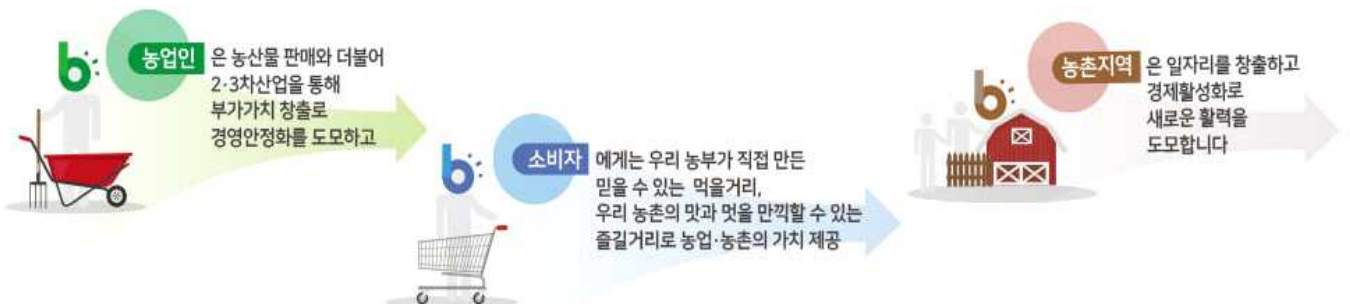 농업인 은 농산물 판매와 더불어
2·3차산업을 통해
부가가치 창출로
경영안정화를 도모하고
소비자 에게는 우리 농부가 직접 만든
믿을 수 있는 먹을거리,
우리 농촌의 맛과 멋을 만끽할 수 있는
즐길거리로 농업·농촌의 가치 제공
농촌지역 은 일자리를 창출하고
경제활성화로
새로운 활력을
도모합니다